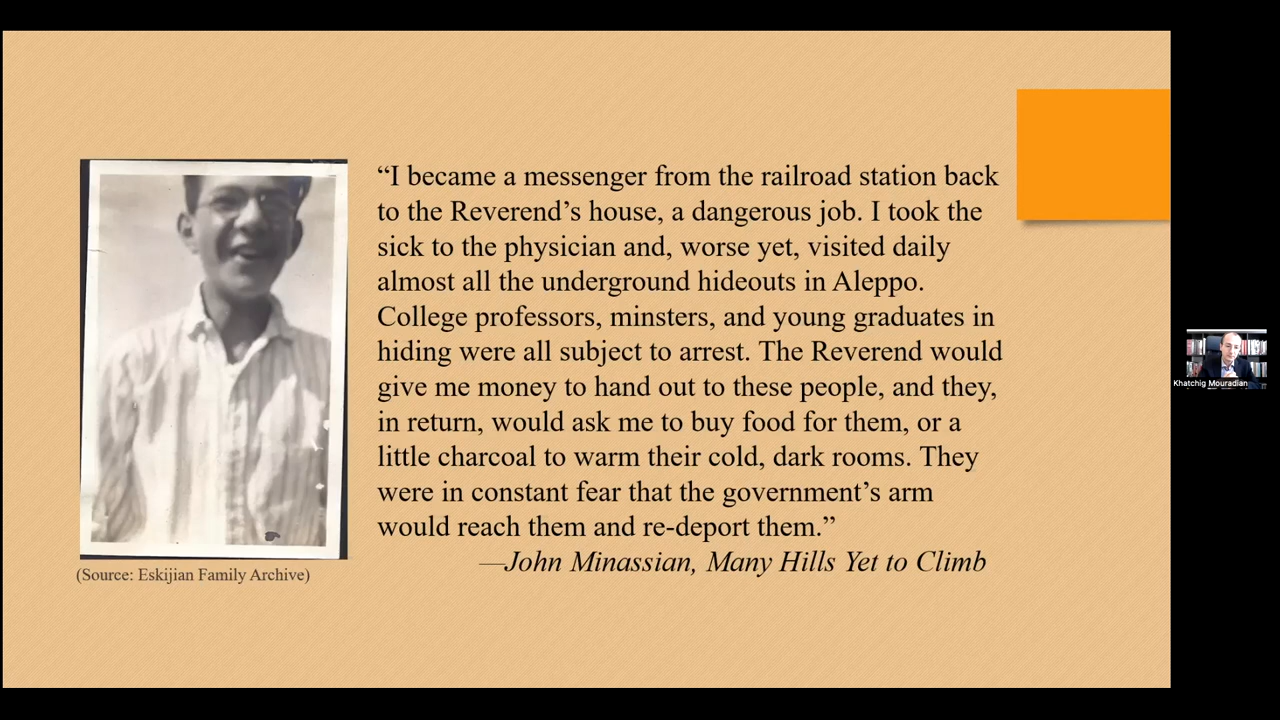 “I became a messenger from the railroad station back
to the Reverend’s house, a dangerous job. I took the
sick to the physician and, worse yet, visited daily
almost all the underground hideouts in Aleppo.
College professors, minsters, and young graduates in
hiding were all subject to arrest. The Reverend would
give me money to hand out to these people, and they,
in return, would ask me to buy food for them, or a
little charcoal to warm their cold, dark rooms. They
were in constant fear that the government’s arm
would reach them and re-deport them.”
—John Minassian, Many Hills Yet to Climb
(Source: Eskijian Family Archive)
Khatchig Mouradian